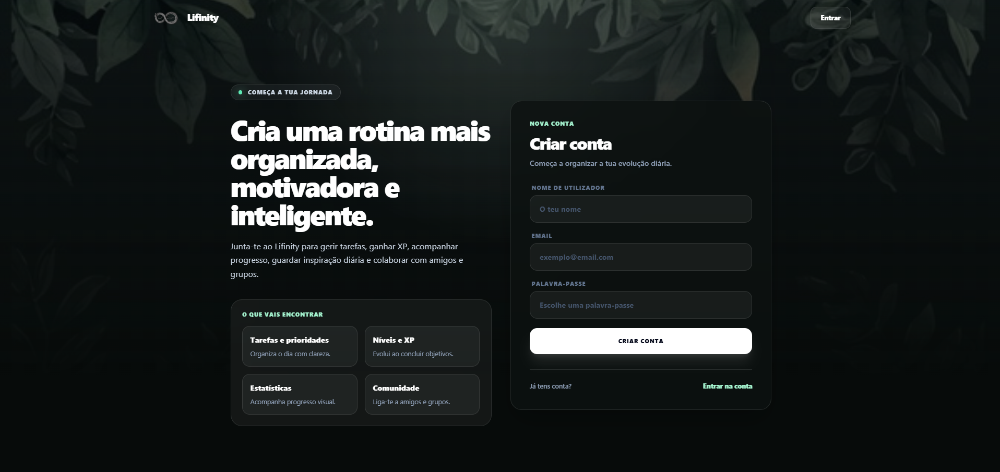 Lifinity
Entrar
COMEÇA A TUA JORNADA
Cria uma rotina mais
organizada,
motivadora e
inteligente.
Junta-te ao Lifinity para gerir tarefas, ganhar XP, acompanhar
progresso, guardar inspiração diária e colaborar com amigos e
grupos.
O QUE VAIS ENCONTRAR
Tarefas e prioridades
Organiza o dia com clareza.
Níveis e XP
Evolui ao concluir objetivos.
Estatísticas
Acompanha progresso visual.
Comunidade
Liga-te a amigos e grupos.
NOVA CONTA
Criar conta
Começa a organizar a tua evolução diária.
NOME DE UTILIZADOR
O teu nome
EMAIL
exemplo@email.com
PALAVRA-PASSE
Escolhe uma palavra-passe
CRIAR CONTA
Já tens conta?
Entrar na conta